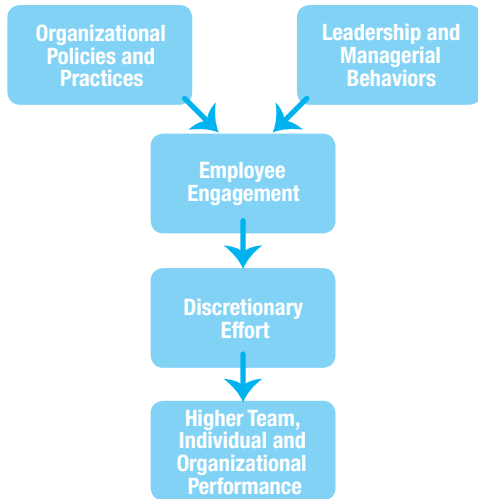 Organizational
Policies and
Practices
Leadership and
Managerial
Behaviors
Employee
Engagement
Discretionary
Effort
Higher Team,
Individual and
Organizational
Performance